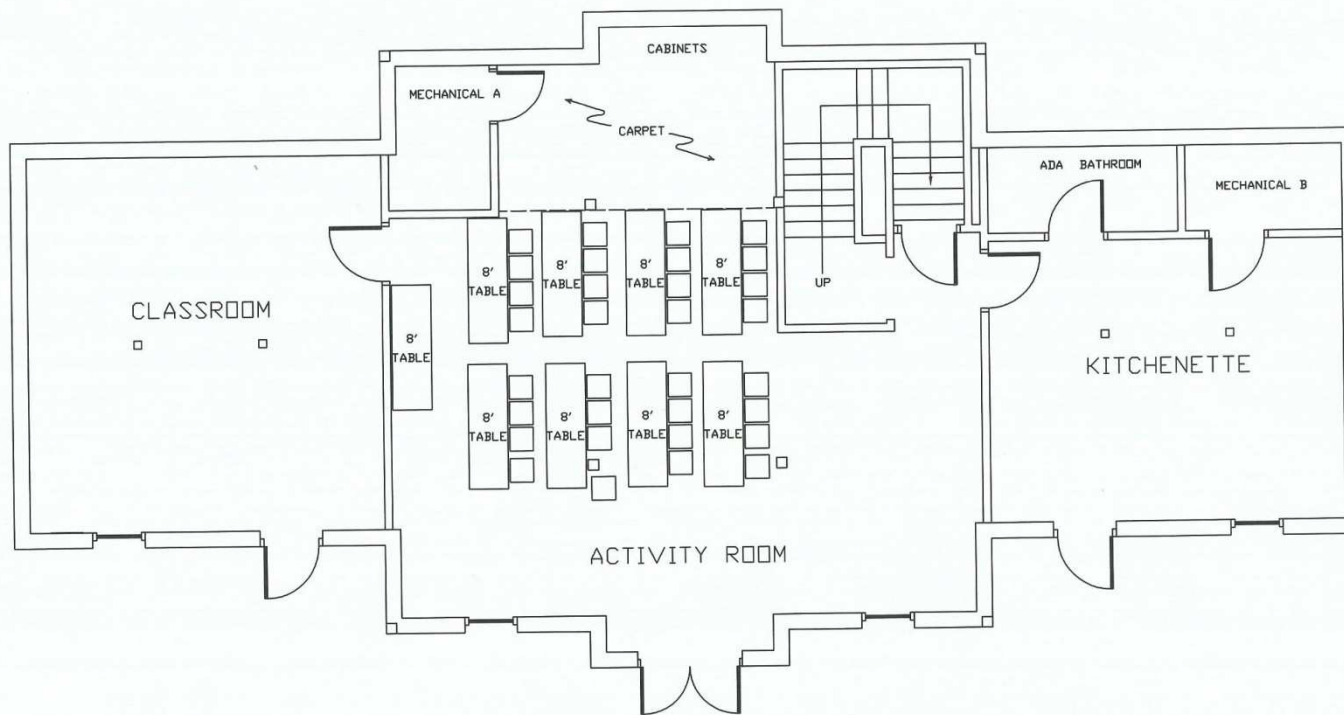 CABINETS
MECHANICAL A
CARPET
ADA BATHROOM
MECHANICAL B
UP
CLASSROOM
KITCHENETTE
8'
TABLE
8'
TABLE
8'
TABLE
8'
TABLE
8'
TABLE
8'
TABLE
8'
TABLE
8'
TABLE
8'
TABLE
ACTIVITY ROOM